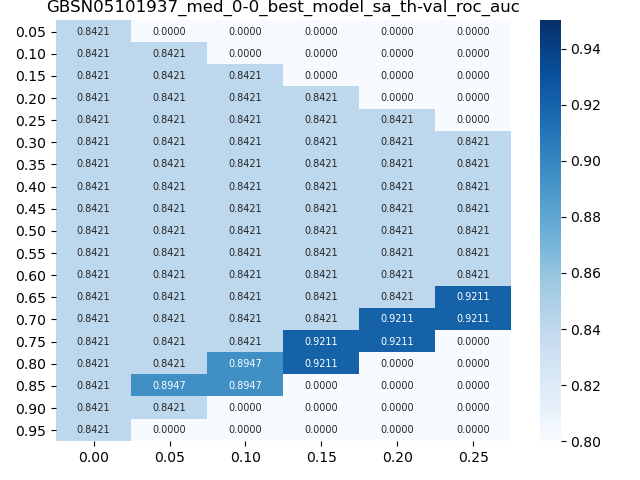 GBSN05101937_med_0-0_best_model_sa_th-val_roc_auc
0.05 0.8421 0.0000 0.0000 0.0000 0.0000 0.0000
0.10 0.8421 0.8421 0.0000 0.0000 0.0000 0.0000
0.15 0.8421 0.8421 0.8421 0.0000 0.0000 0.0000
0.20 0.8421 0.8421 0.8421 0.8421 0.0000 0.0000
0.25 0.8421 0.8421 0.8421 0.8421 0.8421 0.0000
0.30 0.8421 0.8421 0.8421 0.8421 0.8421 0.8421
0.35 0.8421 0.8421 0.8421 0.8421 0.8421 0.8421
0.40 0.8421 0.8421 0.8421 0.8421 0.8421 0.8421
0.45 0.8421 0.8421 0.8421 0.8421 0.8421 0.8421
0.50 0.8421 0.8421 0.8421 0.8421 0.8421 0.8421
0.55 0.8421 0.8421 0.8421 0.8421 0.8421 0.8421
0.60 0.8421 0.8421 0.8421 0.8421 0.8421 0.8421
0.65 0.8421 0.8421 0.8421 0.8421 0.8421 0.9211
0.70 0.8421 0.8421 0.8421 0.8421 0.9211 0.9211
0.75 0.8421 0.8421 0.8421 0.9211 0.9211 0.0000
0.80 0.8421 0.8421 0.8947 0.9211 0.0000 0.0000
0.85 0.8421 0.8947 0.8947 0.0000 0.0000 0.0000
0.90 0.8421 0.8421 0.0000 0.0000 0.0000 0.0000
0.95 0.8421 0.0000 0.0000 0.0000 0.0000 0.0000
0.00 0.05 0.10 0.15 0.20 0.25
0.94
0.92
0.90
0.88
0.86
0.84
0.82
0.80